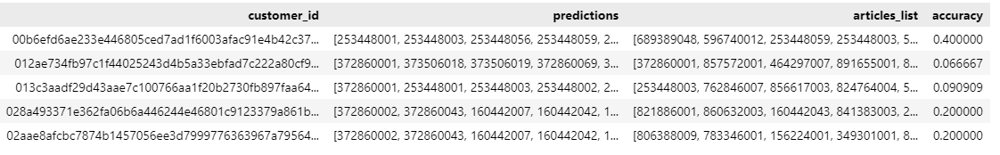 customer_id predictions articles_list accuracy
00b6efd6ae233e446805ced7ad1f6003afac91e4b42c37... [253448001, 253448003, 253448056, 253448059, 2... [689389048, 596740012, 253448059, 253448003, 5... 0.400000
012ae734fb97c1f44025243d4b5a33ebfad7c222a80cf9... [372860001, 373506018, 373506019, 372860069, 3... [372860001, 857572001, 464297007, 891655001, 8... 0.066667
013c3aadf29d43aae7c100766aa1f20b2730fb897faa64... [372860001, 253448001, 253448003, 253448002, 2... [253448003, 762846007, 856617003, 824764004, 5... 0.090909
028a493371e362fa06b6a446244e46801c9123379a861b... [372860002, 372860043, 160442007, 160442042, 1... [821886001, 860632003, 160442043, 841383003, 2... 0.200000
02aae8afcbc7874b1457056ee3d7999776363967a79564... [372860002, 372860043, 160442007, 160442042, 1... [806388009, 783346001, 156224001, 349301001, 8... 0.200000